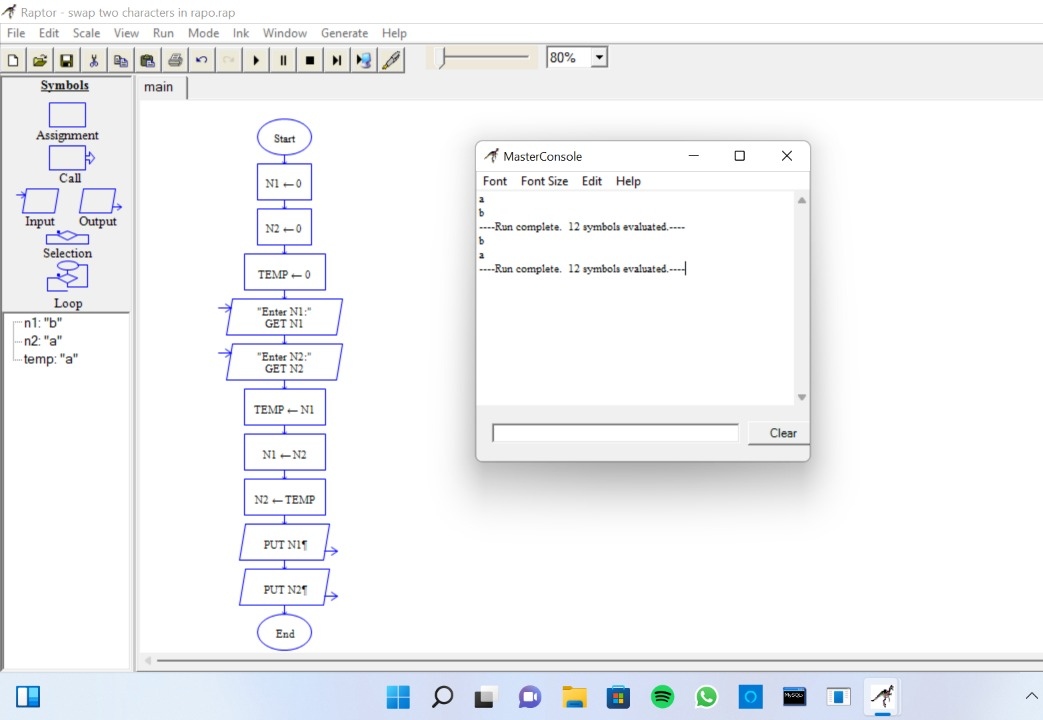 Raptor - swap two characters in rapo.rap
File Edit Scale View Run Mode Ink Window Generate Help
80%
Symbols
Assignment
Call
Input Output
Selection
Loop
n1: "b"
n2: "a"
temp: "a"
main
Start
N1 ← 0
N2 ← 0
TEMP ← 0
"Enter N1:"
GET N1
"Enter N2:"
GET N2
TEMP ← N1
N1 ← N2
N2 ← TEMP
PUT N1¶
PUT N2¶
End
MasterConsole
Font Font Size Edit Help
a
b
----Run complete. 12 symbols evaluated.----
b
a
----Run complete. 12 symbols evaluated.----
Clear
MySQL